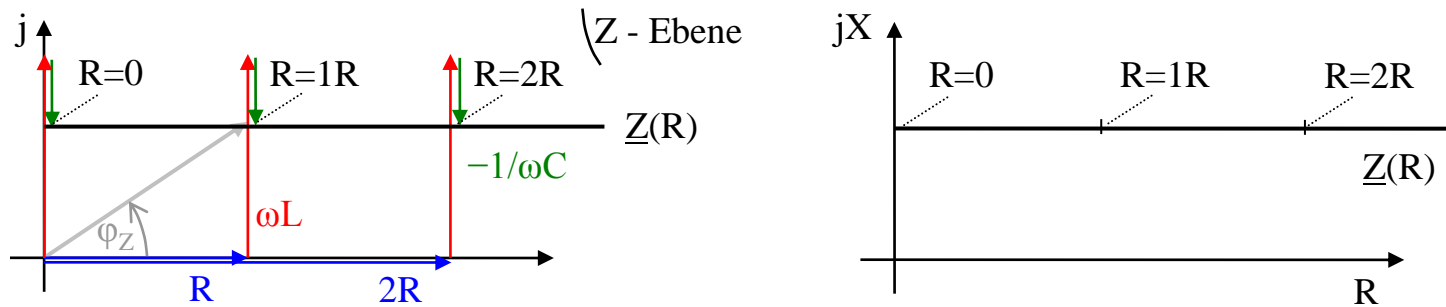 j
Z - Ebene
R=0
R=1R
R=2R
Z(R)
−1/ωC
ωL
φZ
R
2R
jX
R=0
R=1R
R=2R
Z(R)
R